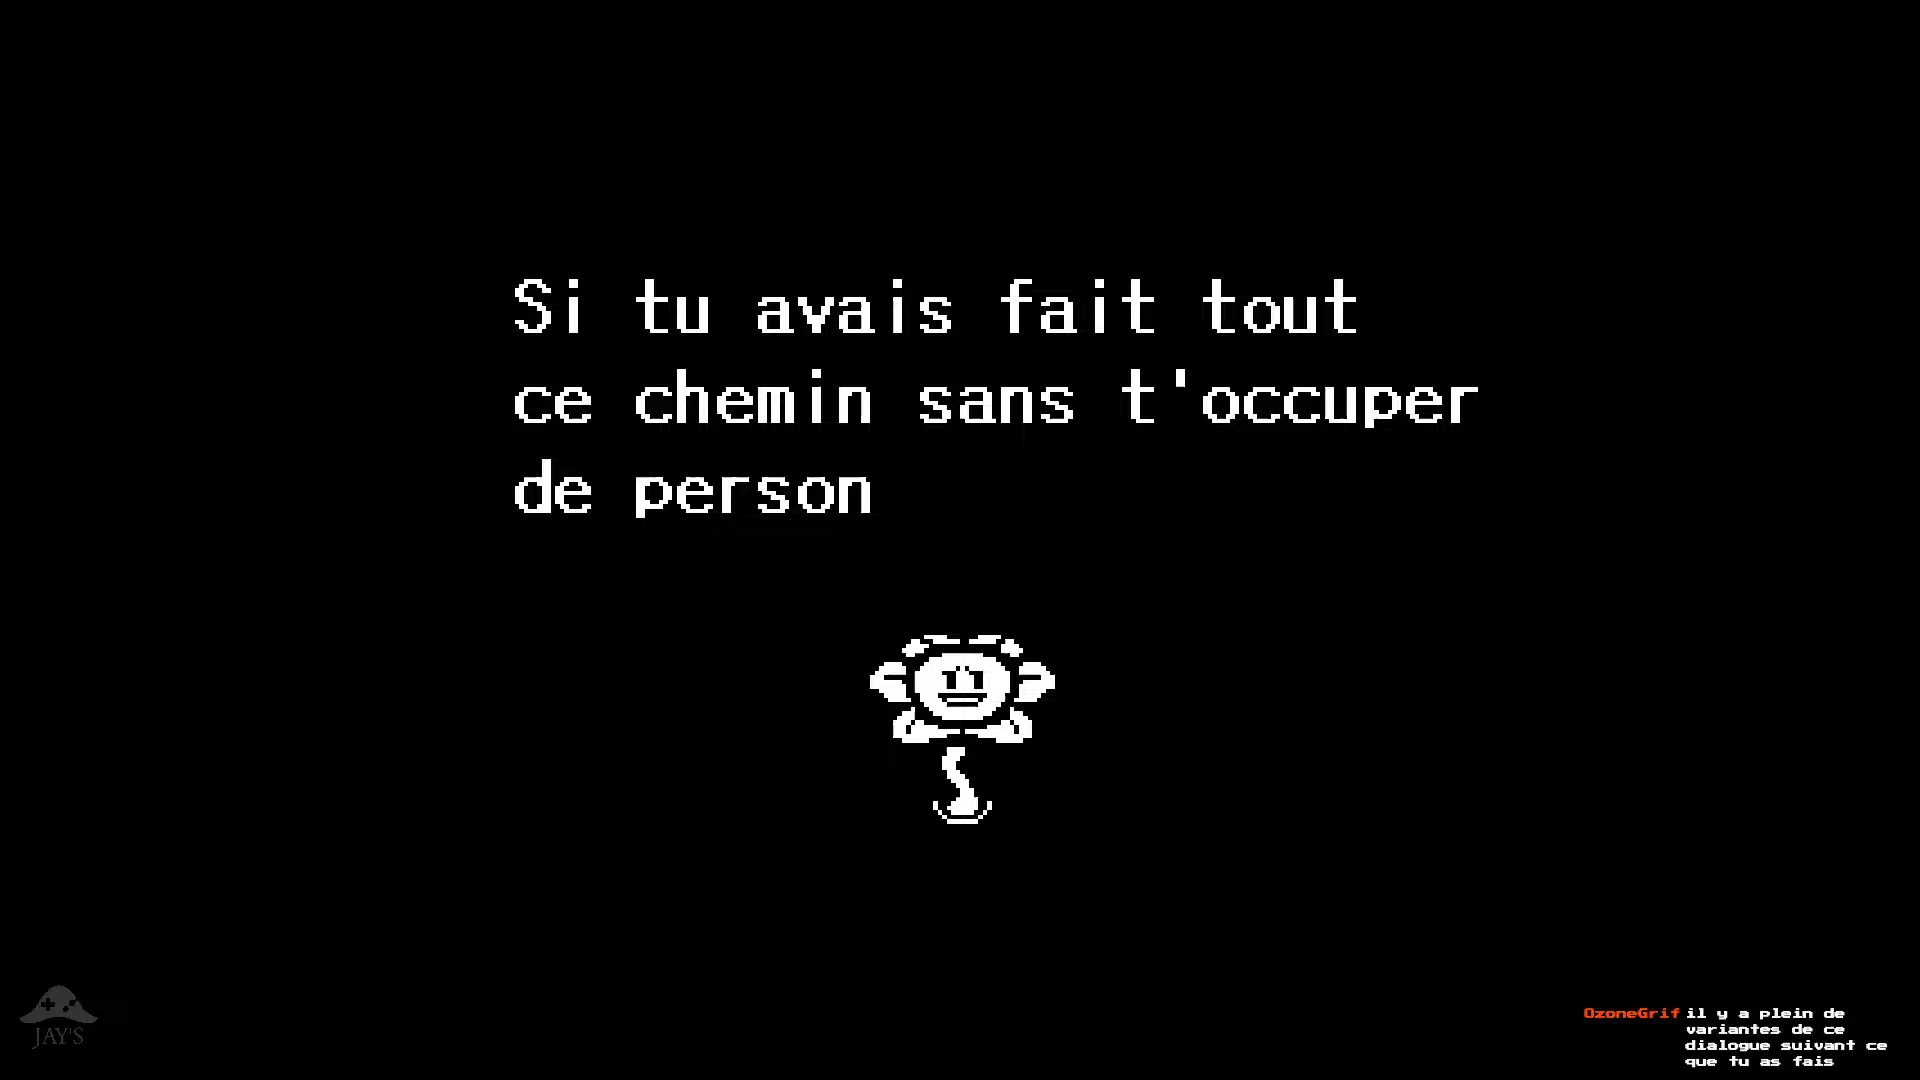 Si tu avais fait tout
ce chemin sans t'occuper
de person
JAY'S
OzoneGrif il y a plein de
variantes de ce
dialogue suivant ce
que tu as fais